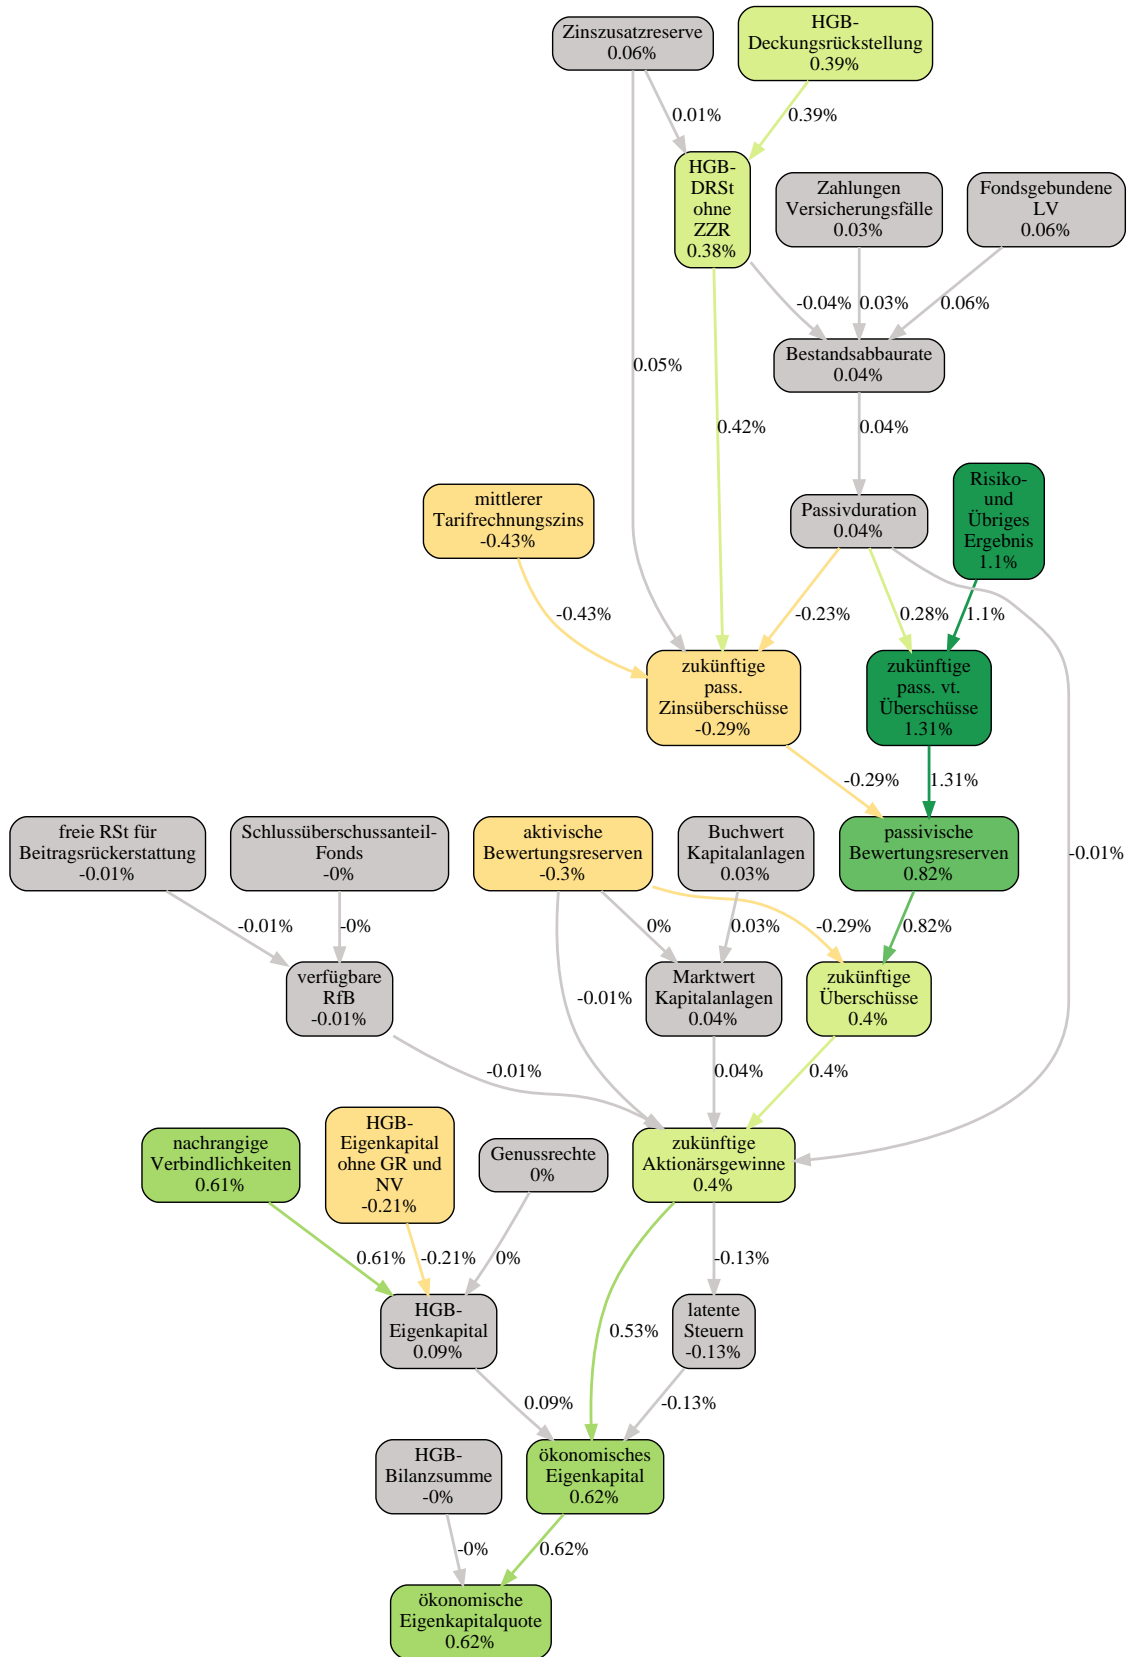 Zinszusatzreserve
0.06%
HGB-
Deckungsrückstellung
0.39%
0.01%
0.39%
HGB-
DRSt
ohne
ZZR
0.38%
Zahlungen
Versicherungsfälle
0.03%
Fondsgebundene
LV
0.06%
-0.04%
0.03%
0.06%
Bestandsabbaurate
0.04%
0.05%
0.42%
0.04%
mittlerer
Tarifrechnungszins
-0.43%
Passivduration
0.04%
Risiko-
und
Übriges
Ergebnis
1.1%
-0.43%
-0.23%
0.28%
1.1%
zukünftige
pass.
Zinsüberschüsse
-0.29%
zukünftige
pass. vt.
Überschüsse
1.31%
-0.29%
1.31%
freie RSt für
Beitragsrückerstattung
-0.01%
Schlussüberschussanteil-
Fonds
-0%
aktivische
Bewertungsreserven
-0.3%
Buchwert
Kapitalanlagen
0.03%
passivische
Bewertungsreserven
0.82%
-0.01%
-0.01%
-0%
0%
0.03%
-0.29%
0.82%
verfügbare
RfB
-0.01%
-0.01%
Marktwert
Kapitalanlagen
0.04%
zukünftige
Überschüsse
0.4%
-0.01%
0.04%
0.4%
nachrangige
Verbindlichkeiten
0.61%
HGB-
Eigenkapital
ohne GR und
NV
-0.21%
Genussrechte
0%
zukünftige
Aktionärsgewinne
0.4%
0.61%
-0.21%
0%
-0.13%
HGB-
Eigenkapital
0.09%
0.53%
latente
Steuern
-0.13%
0.09%
-0.13%
HGB-
Bilanzsumme
-0%
ökonomisches
Eigenkapital
0.62%
-0%
0.62%
ökonomische
Eigenkapitalquote
0.62%